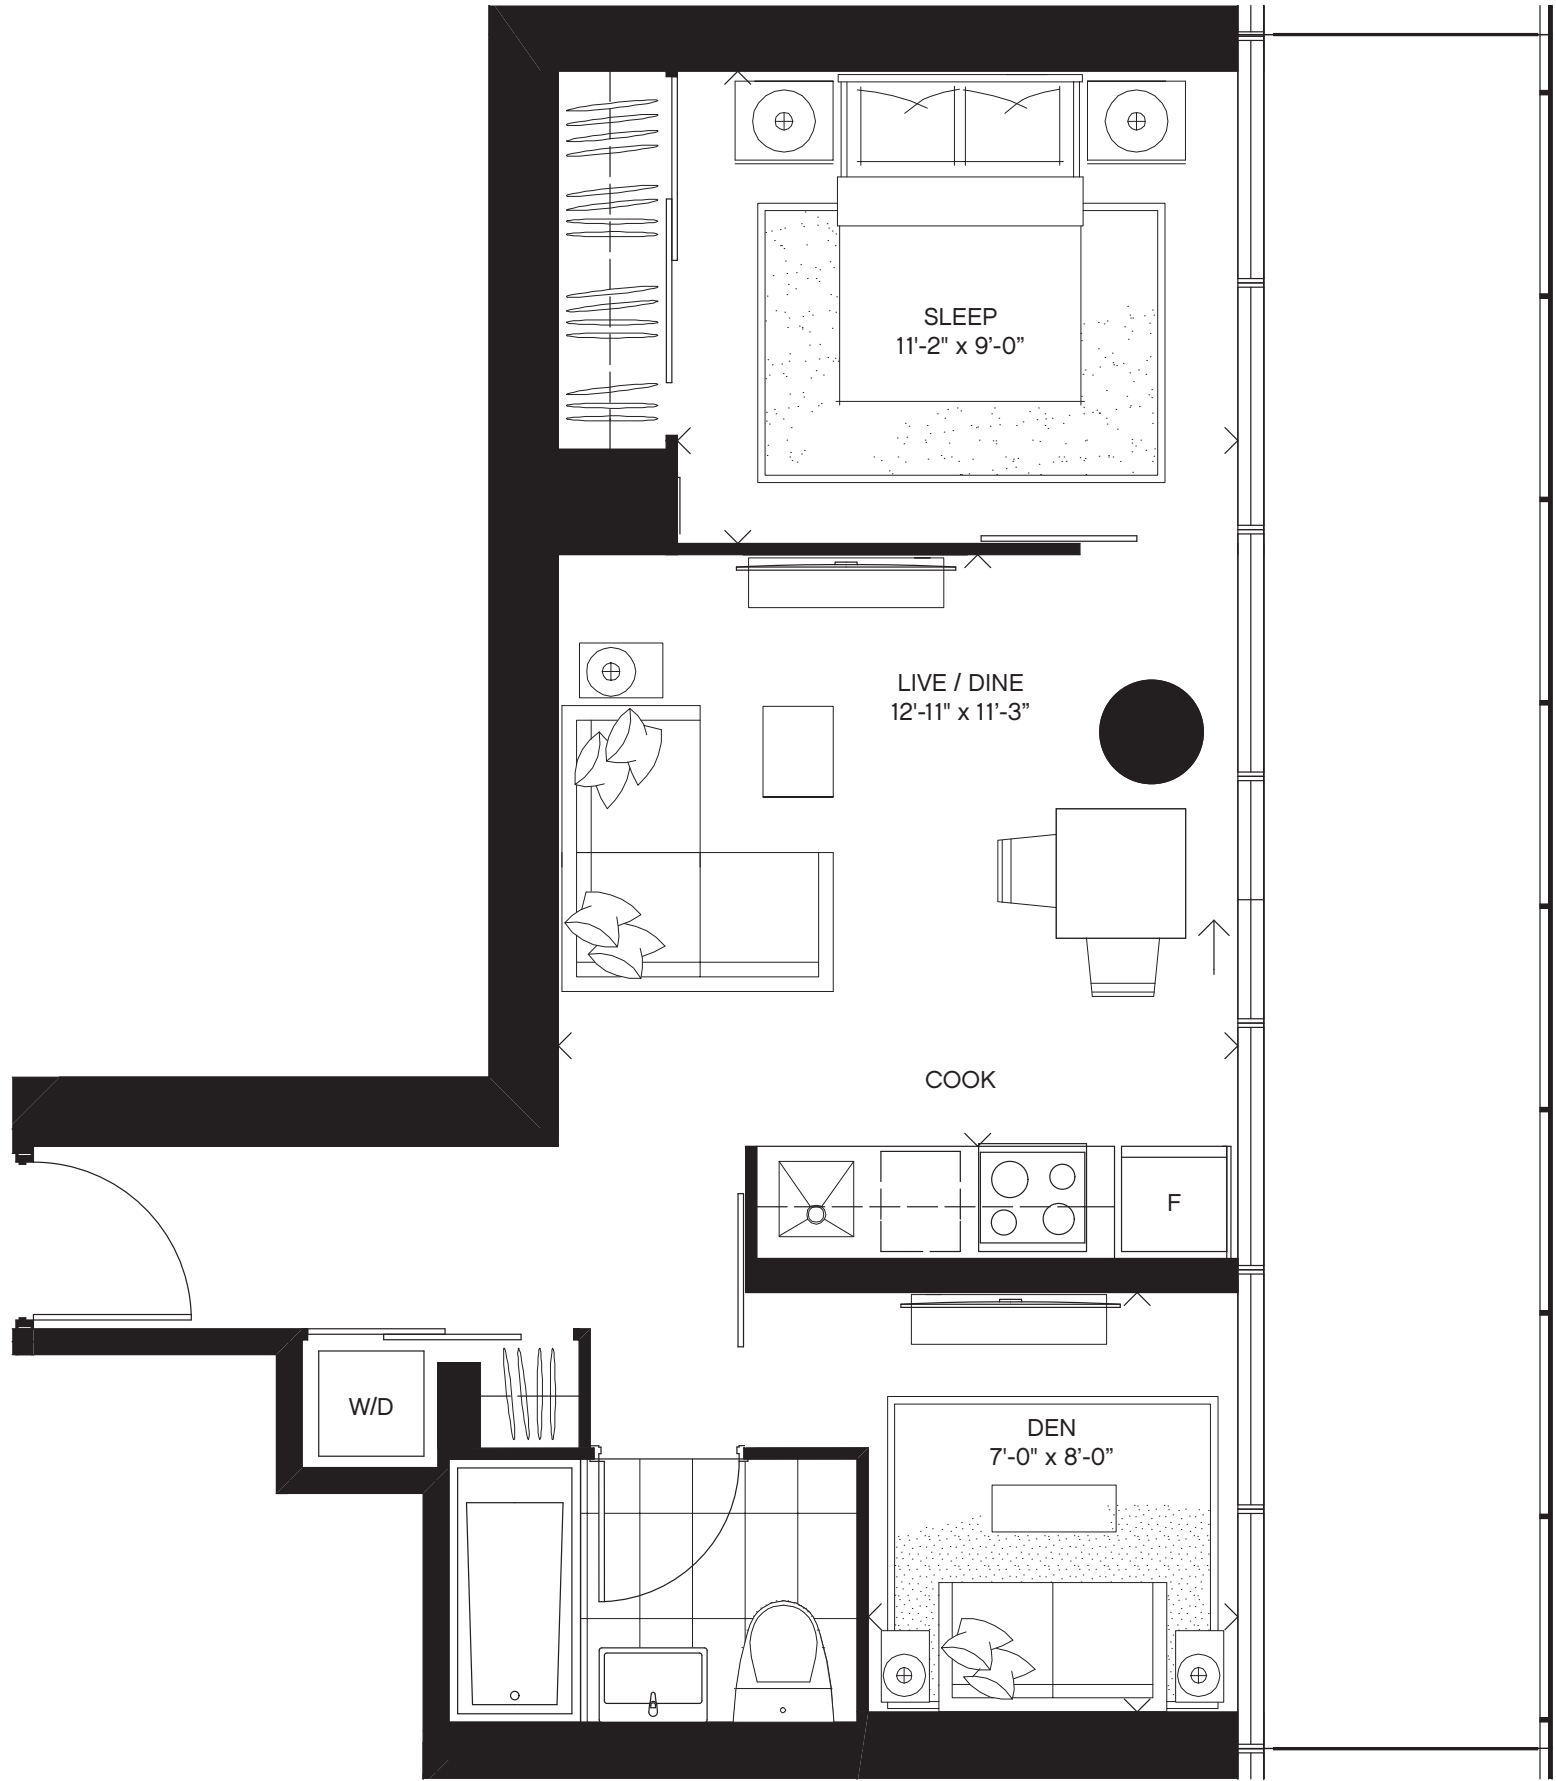 SLEEP
11'-2" x 9’-0”
LIVE / DINE
12'-11" x 11’-3”
COOK
F
W/D
DEN
7'-0" x 8’-0”